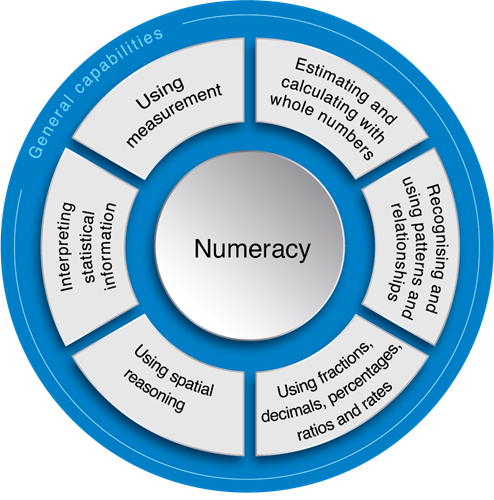 General capabilities
Using
measurement
Estimating and
calculating with
whole numbers
Recognising and
using patterns and
relationships
Using fractions,
decimals, percentages,
ratios and rates
Using spatial
reasoning
Interpreting
statistical
information
Numeracy